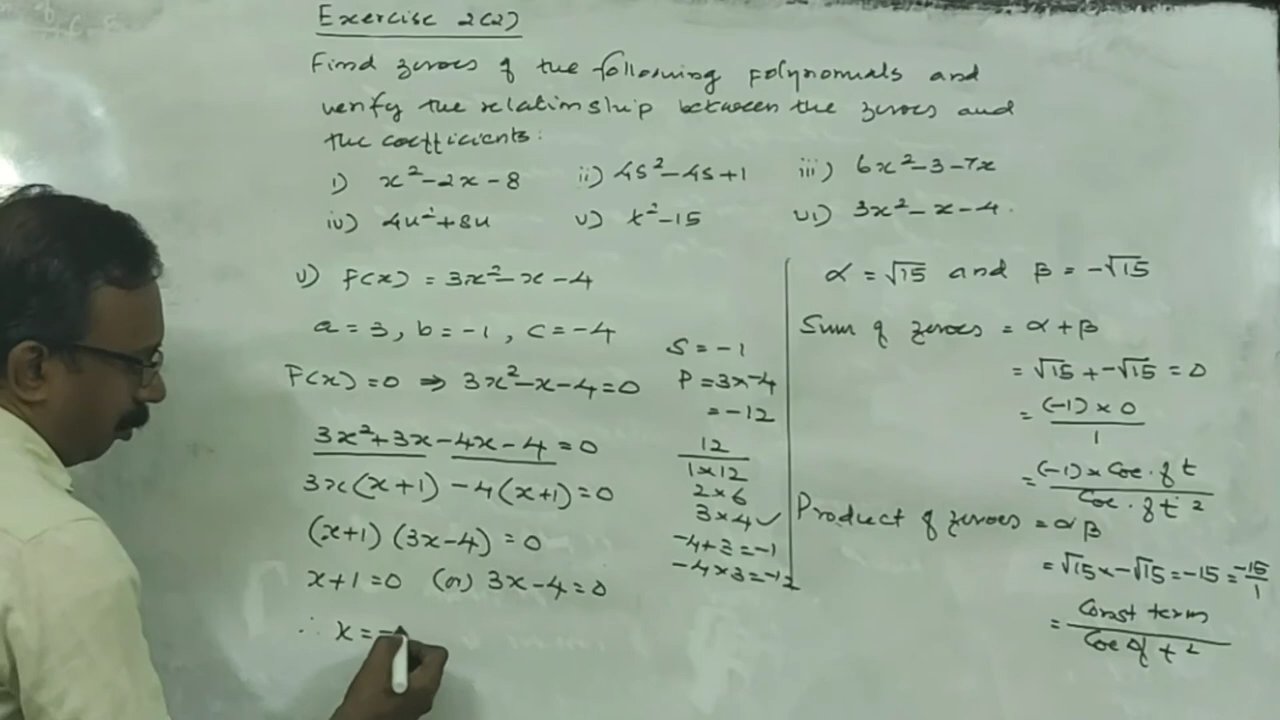 Exercise 2(2)
Find zeroes of the following polynomials and
verify the relationship between the zeroes and
the coefficients:
i) x²-2x-8 ii) 4s²-4s+1 iii) 6x²-3-7x
iv) 4u²+8u v) t²-15 vi) 3x²-x-4.
v) f(x) = 3x²-x-4
a=3, b=-1, c=-4
P(x)=0 ⇒ 3x²-x-4=0
3x²+3x-4x-4=0
3x(x+1)-4(x+1)=0
(x+1)(3x-4)=0
x+1=0 (or) 3x-4=0
∴ x=-
S=-1
P=3x-4
=-12
12
1x12
2x6
3x4✓
-4+3=-1
-4x3=-12
α=√15 and β=-√15
Sum of zeroes = α+β
= √15+-√15=0
= (-1)x0/1
= (-1)x Coe. of t/Coe. of t²
Product of zeroes = αβ
= √15x-√15=-15=-15/1
= Const term/Coe of t²